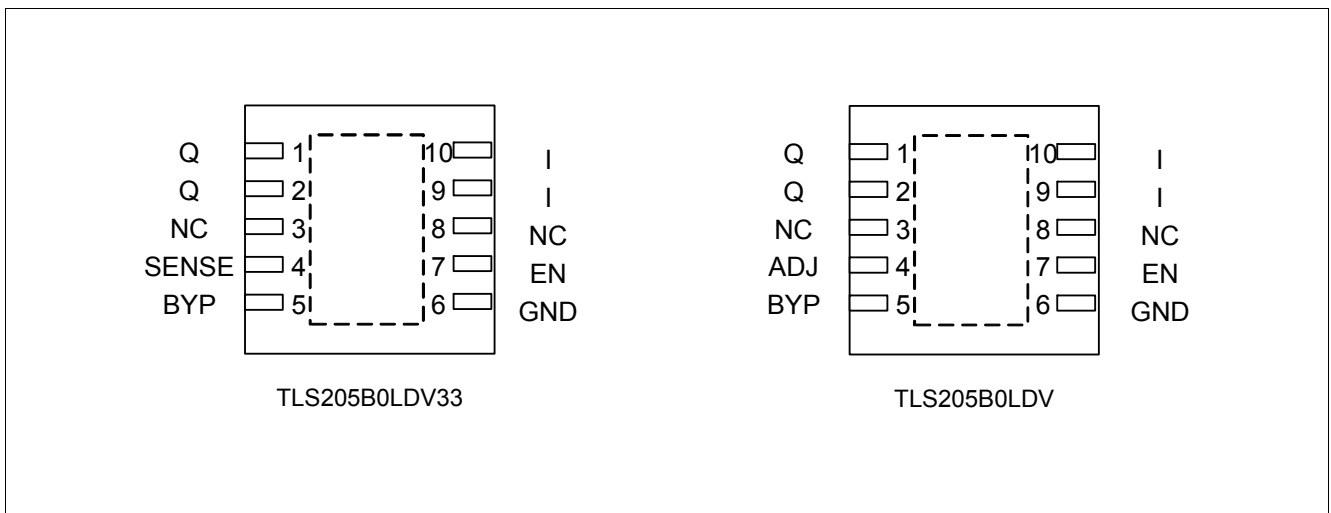 Q 1 10 I
Q 2 9 I
NC 3 8 NC
SENSE 4 7 EN
BYP 5 6 GND
TLS205B0LDV33
Q 1 10 I
Q 2 9 I
NC 3 8 NC
ADJ 4 7 EN
BYP 5 6 GND
TLS205B0LDV